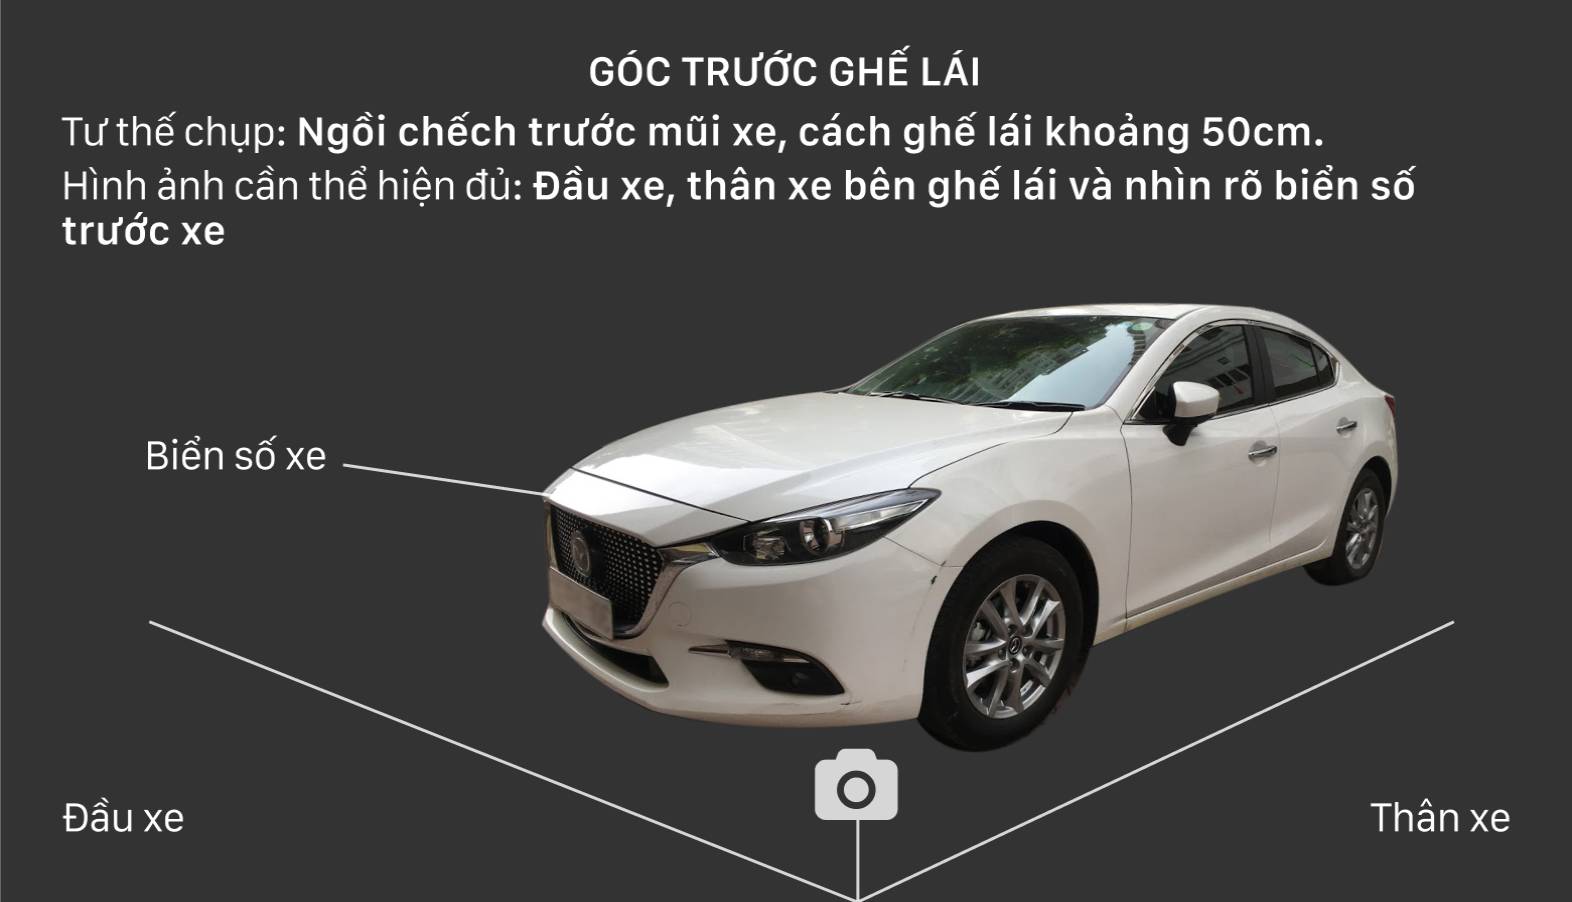 GÓC TRƯỚC GHẾ LÁI
Tư thế chụp: Ngồi chếch trước mũi xe, cách ghế lái khoảng 50cm.
Hình ảnh cần thể hiện đủ: Đầu xe, thân xe bên ghế lái và nhìn rõ biển số
trước xe
Biển số xe
Đầu xe
Thân xe